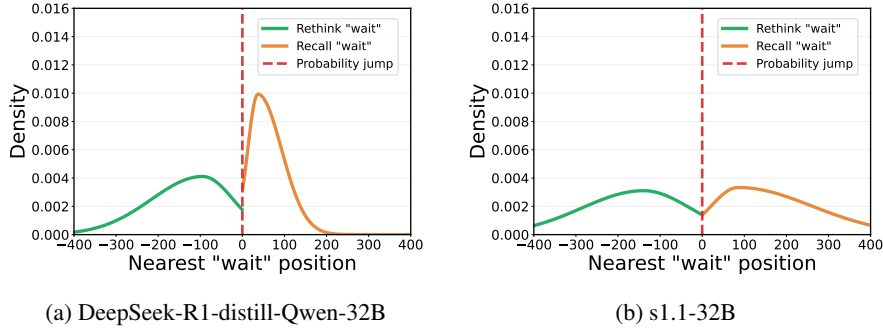 0.016
0.014
0.012
0.010
0.008
0.006
0.004
0.002
0.000
Density
Rethink "wait"
Recall "wait"
Probability jump
−400 −300 −200 −100 0 100 200 300 400
Nearest "wait" position
(a) DeepSeek-R1-distill-Qwen-32B
0.016
0.014
0.012
0.010
0.008
0.006
0.004
0.002
0.000
Density
Rethink "wait"
Recall "wait"
Probability jump
−400 −300 −200 −100 0 100 200 300 400
Nearest "wait" position
(b) s1.1-32B